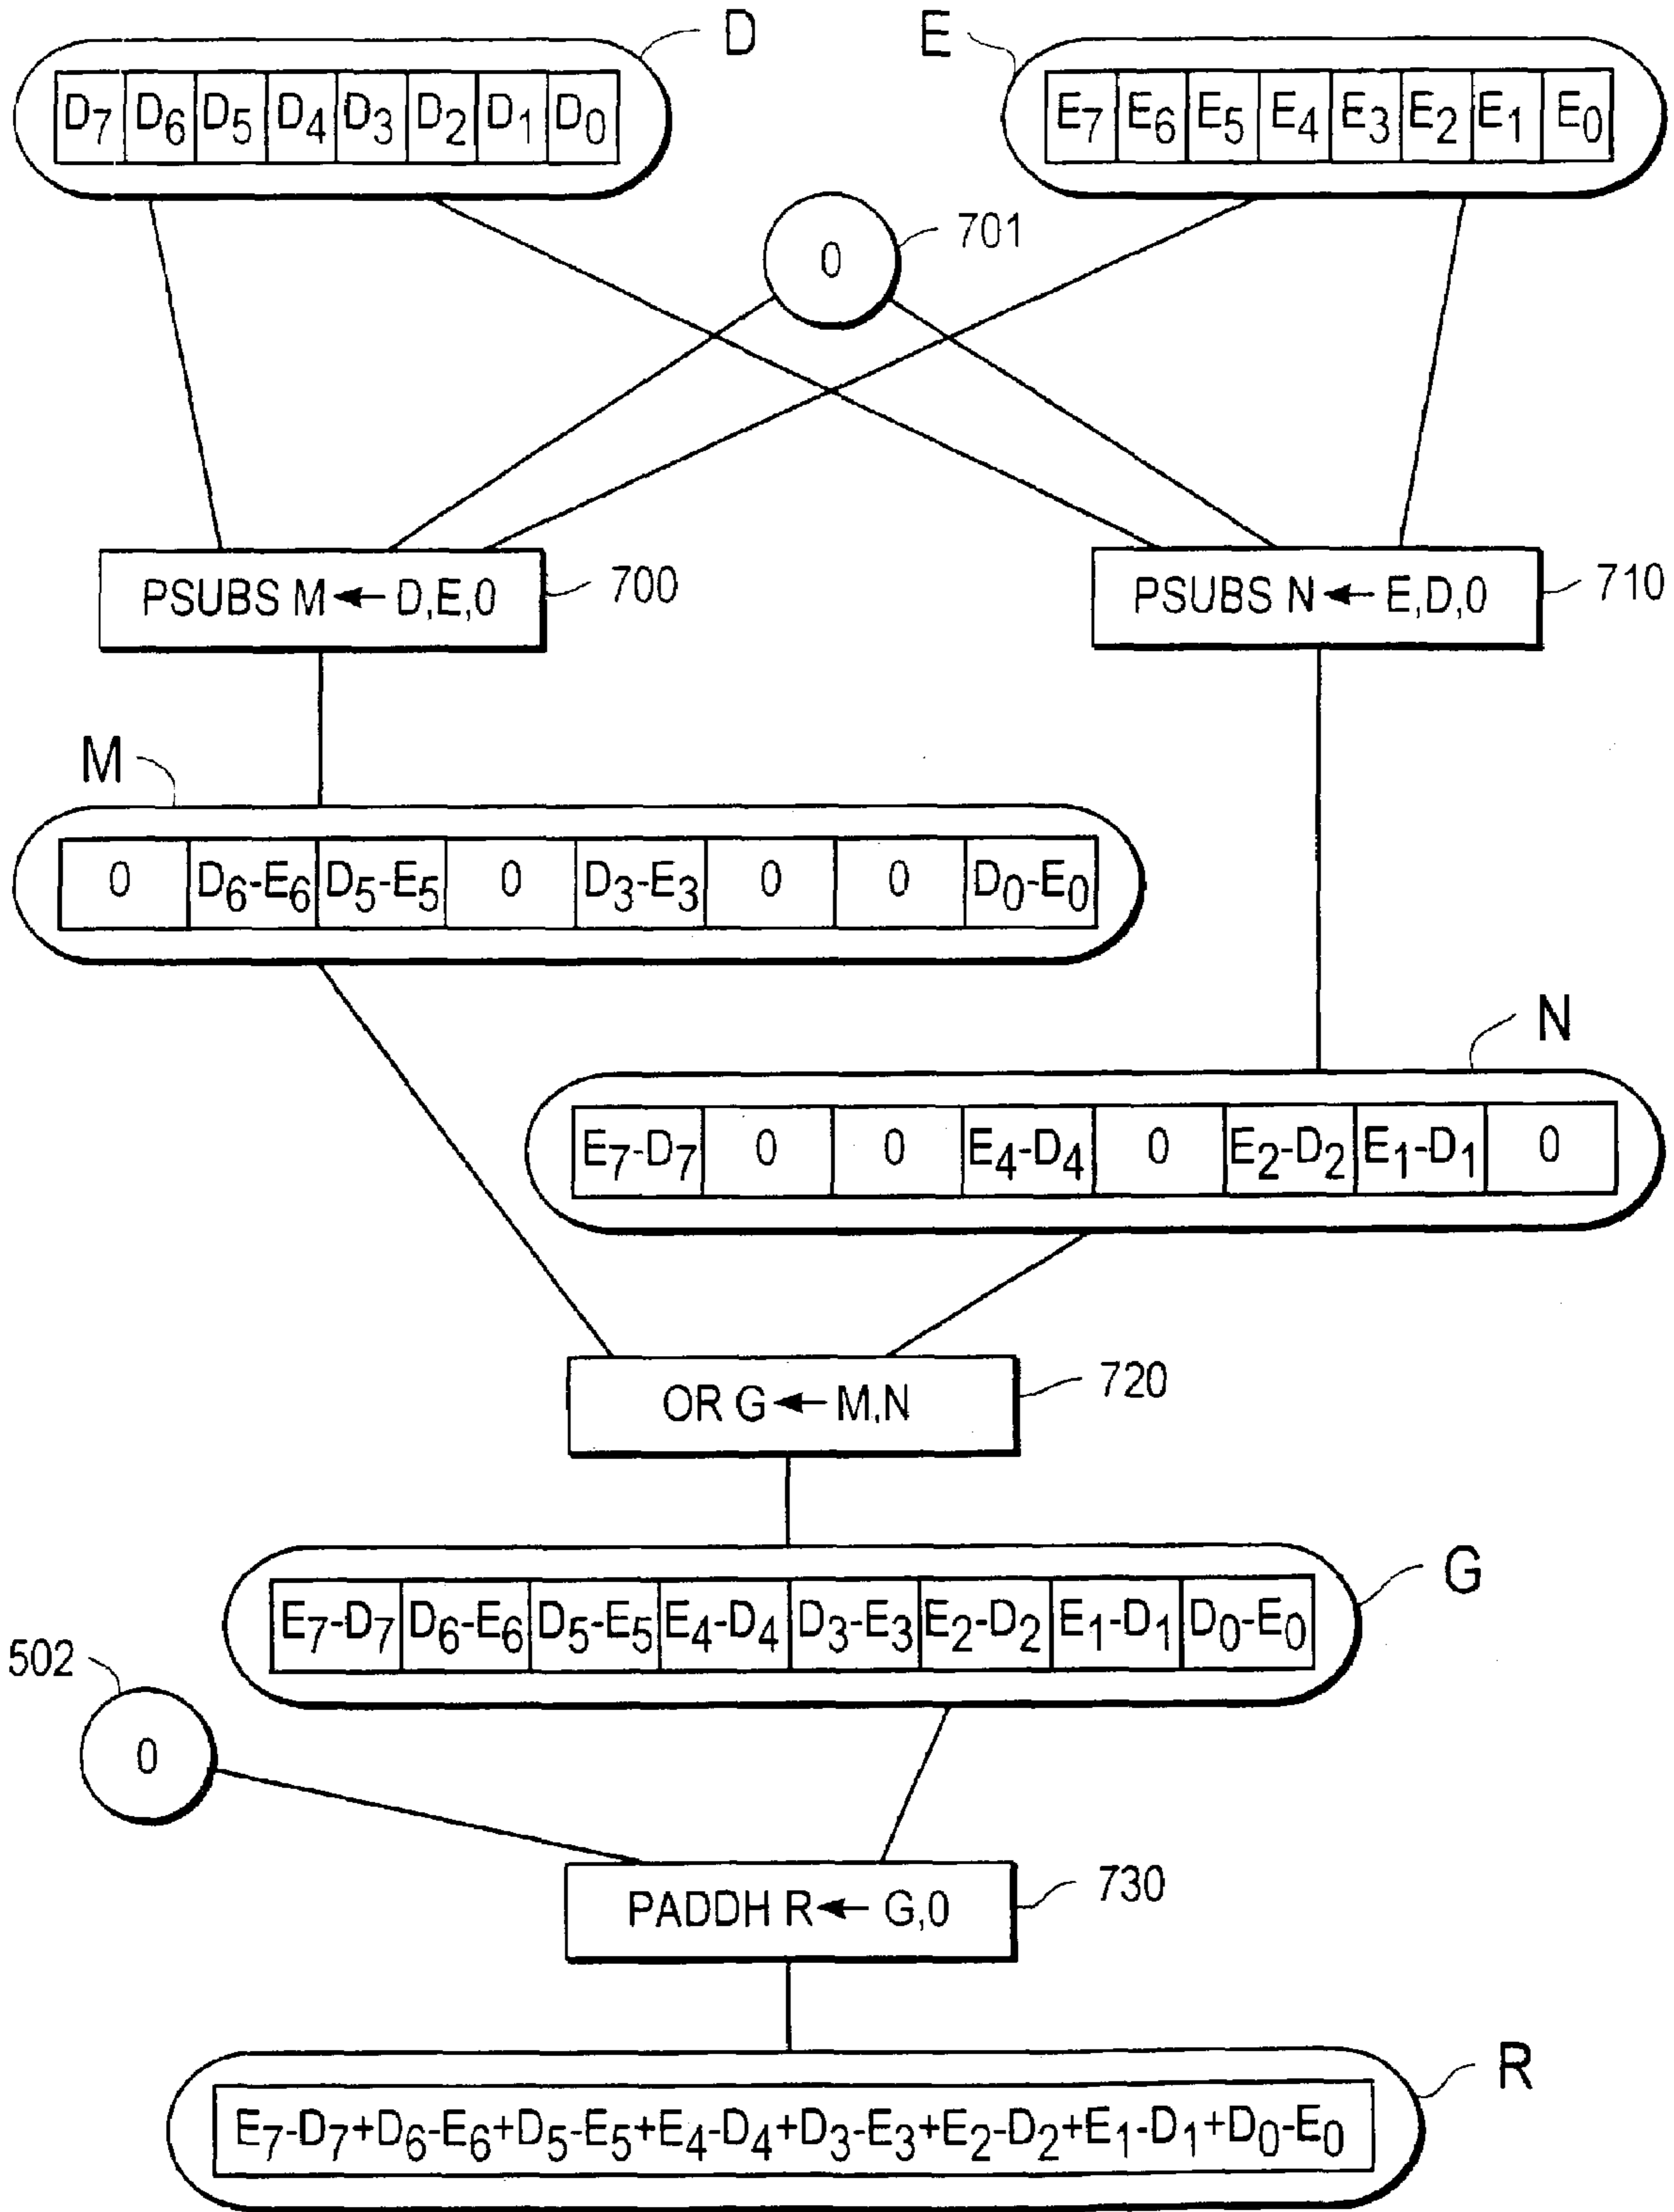 D
E
D7 D6 D5 D4 D3 D2 D1 D0
E7 E6 E5 E4 E3 E2 E1 E0
0
701
PSUBS M ← D,E,0
700
PSUBS N ← E,D,0
710
M
0 D6-E6 D5-E5 0 D3-E3 0 0 D0-E0
N
E7-D7 0 0 E4-D4 0 E2-D2 E1-D1 0
OR G ← M,N
720
G
E7-D7 D6-E6 D5-E5 E4-D4 D3-E3 E2-D2 E1-D1 D0-E0
502
0
PADDH R ← G,0
730
R
E7-D7+D6-E6+D5-E5+E4-D4+D3-E3+E2-D2+E1-D1+D0-E0